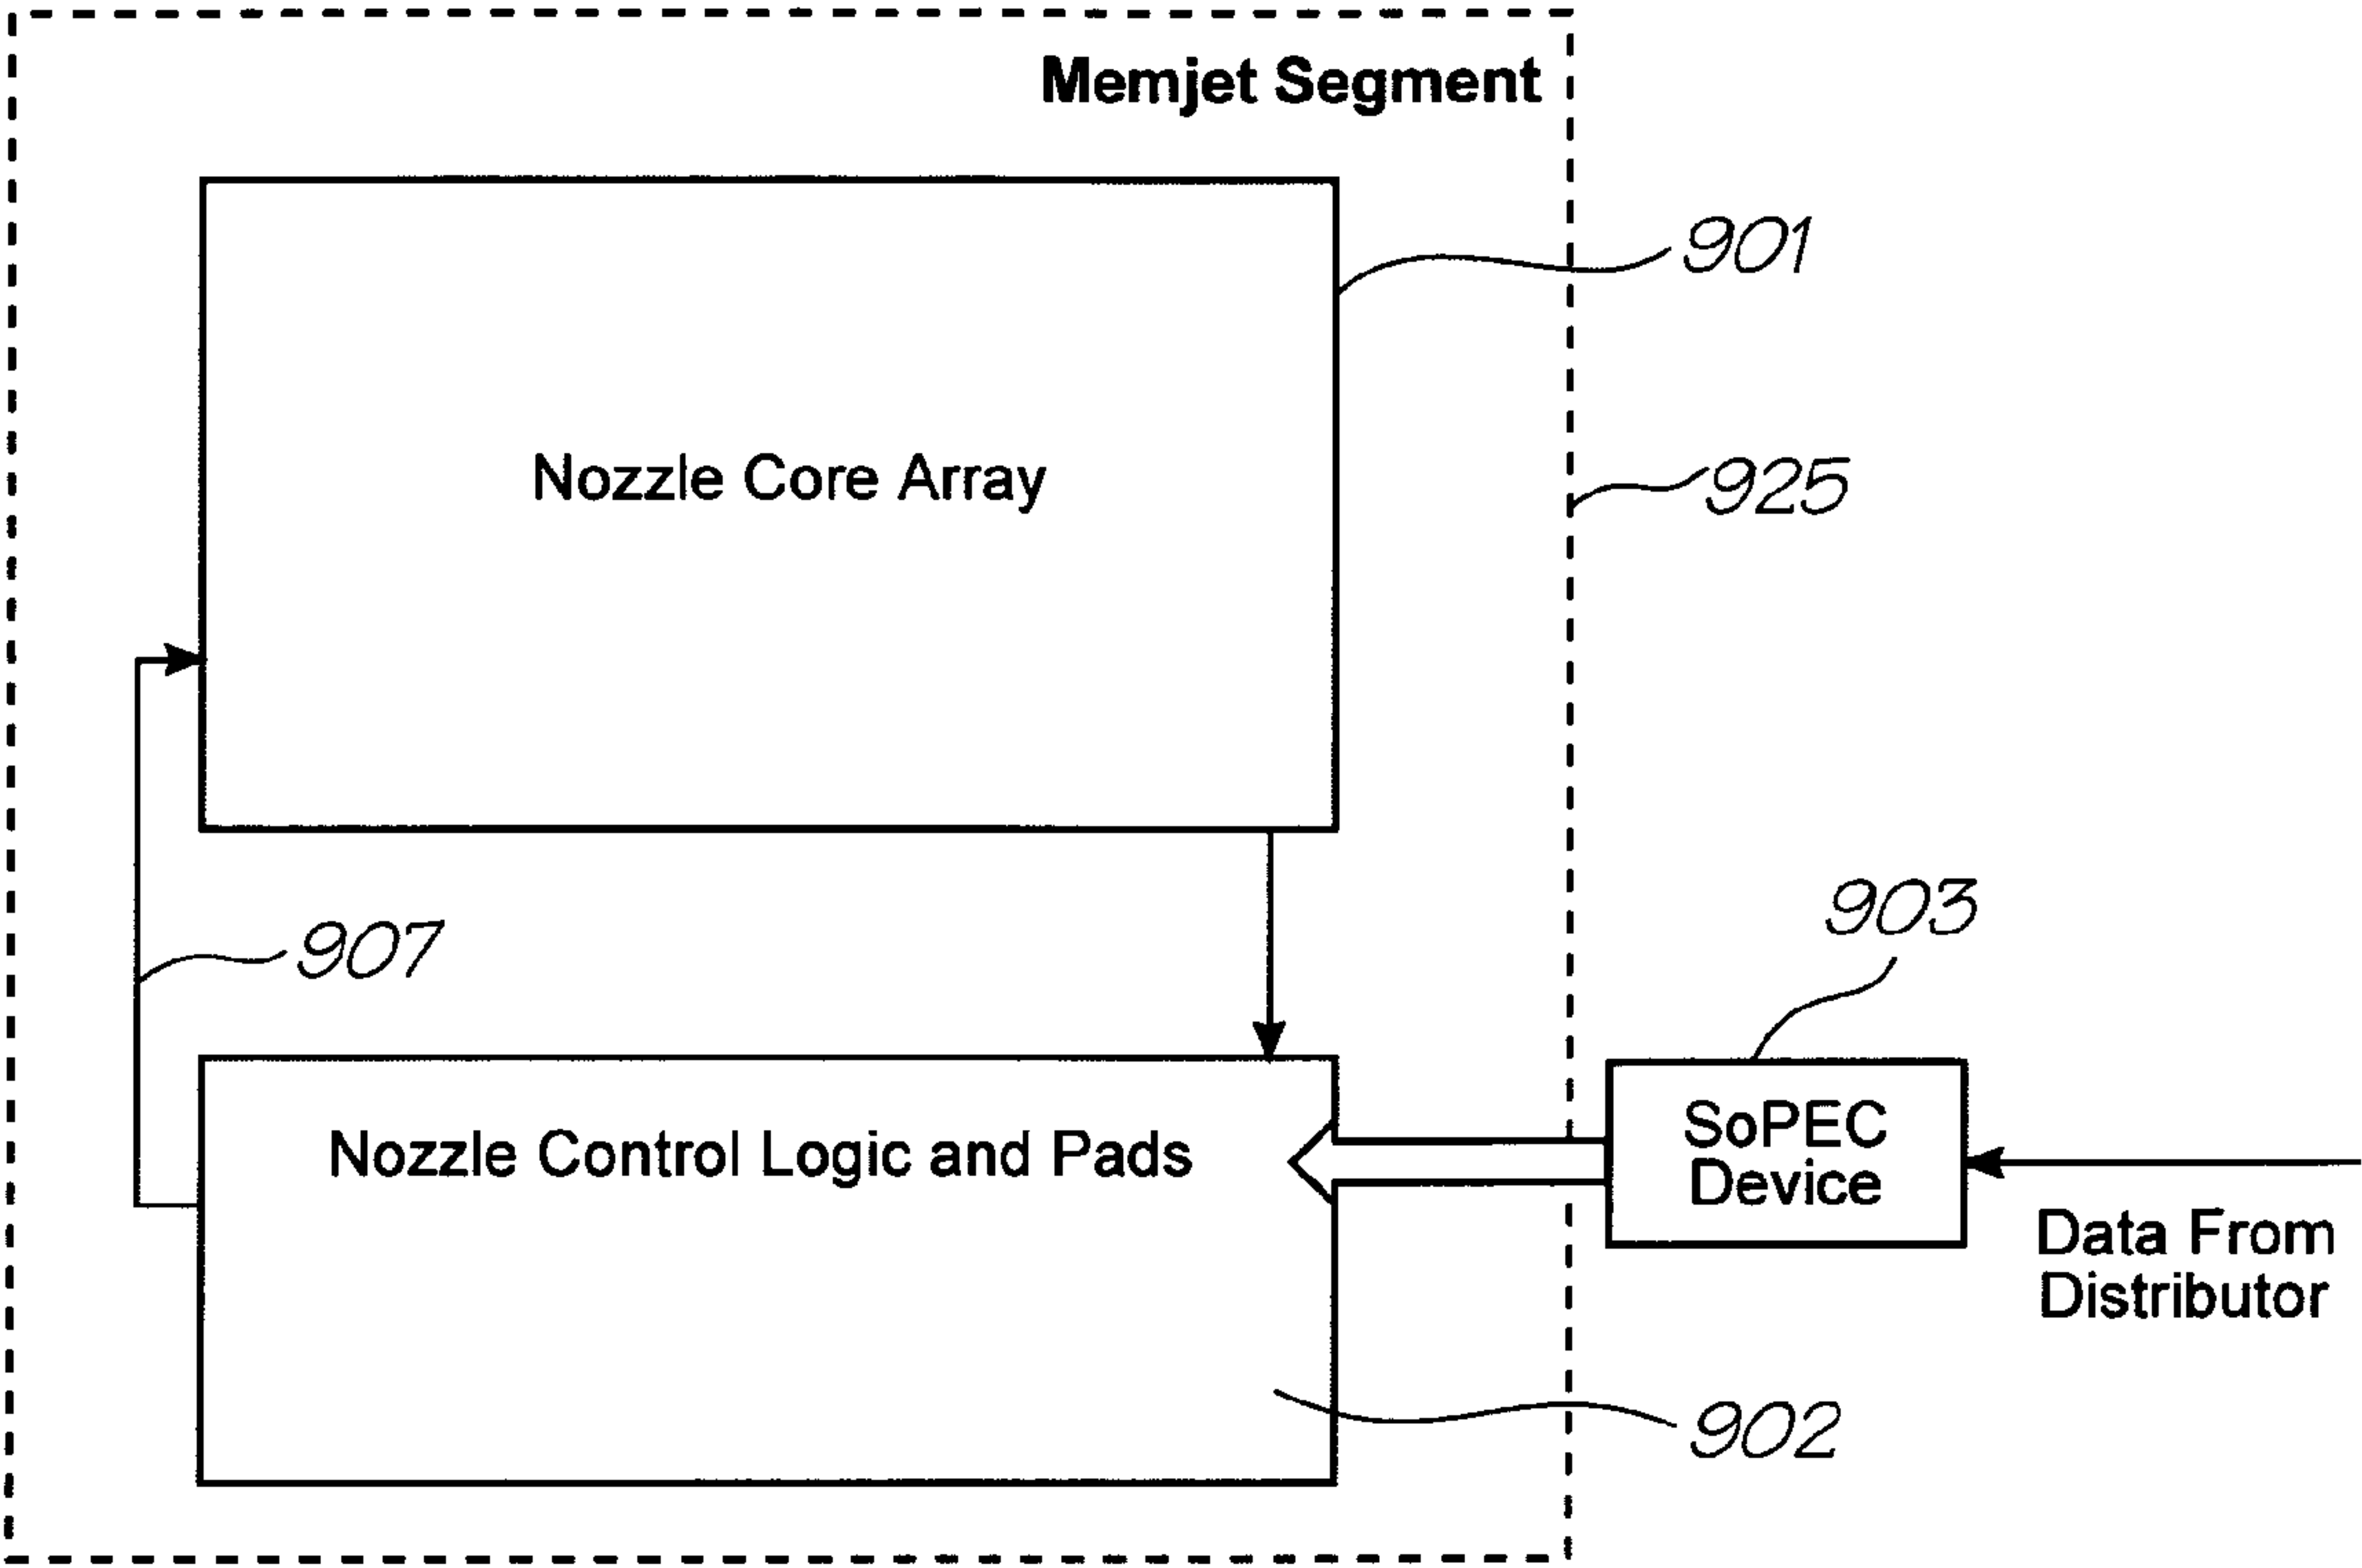 Memjet Segment
901
Nozzle Core Array
925
903
907
Nozzle Control Logic and Pads
SoPEC
Device
Data From
Distributor
902